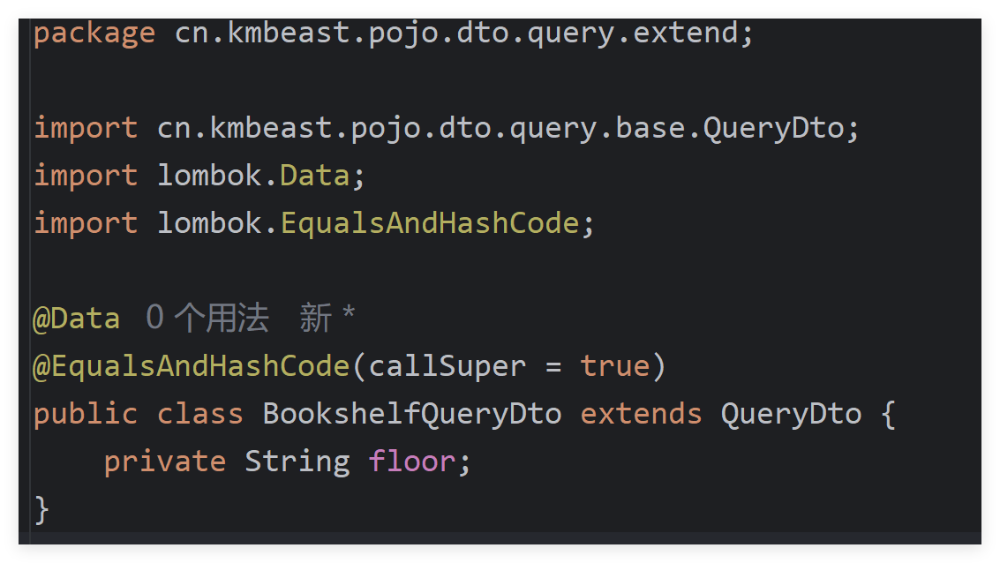 package cn.kmbeast.pojo.dto.query.extend;
import cn.kmbeast.pojo.dto.query.base.QueryDto;
import lombok.Data;
import lombok.EqualsAndHashCode;
@Data 0 个用法 新 *
@EqualsAndHashCode(callSuper = true)
public class BookshelfQueryDto extends QueryDto {
    private String floor;
}